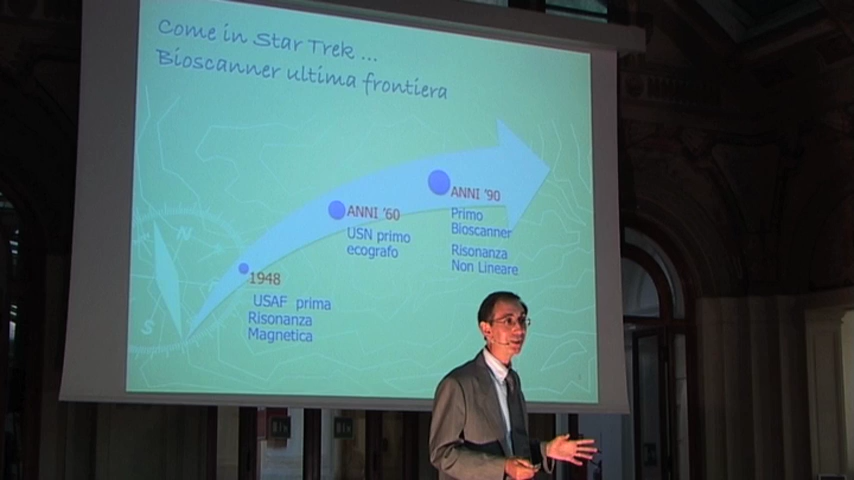 Come in Star Trek ...
Bioscanner ultima frontiera
ANNI '90
Primo
Bioscanner
Risonanza
Non Lineare
ANNI '60
USN primo
ecografo
1948
USAF prima
Risonanza
Magnetica
N
S